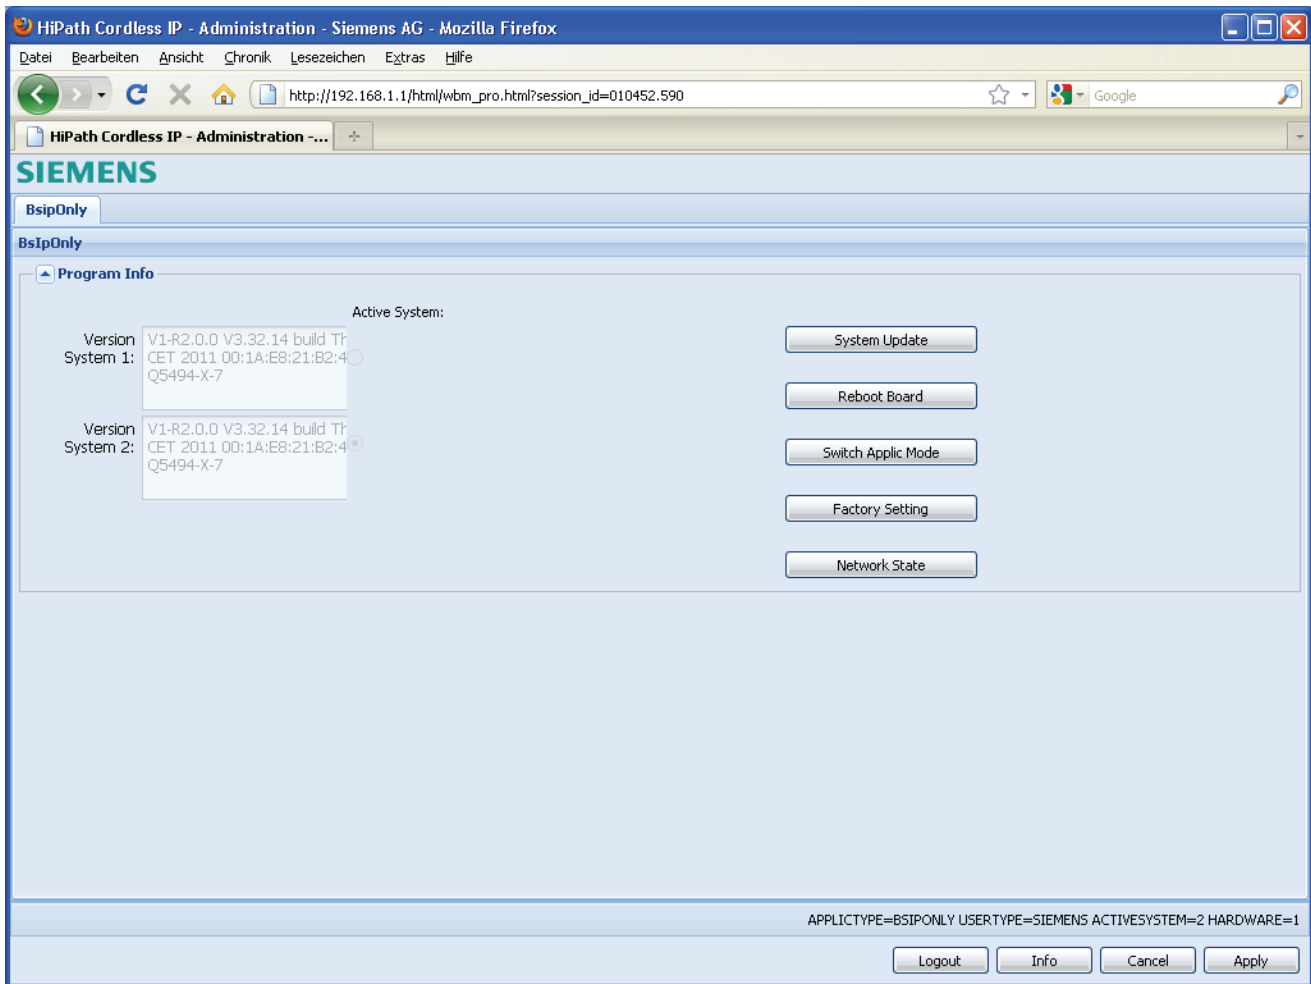 HiPath Cordless IP - Administration - Siemens AG - Mozilla Firefox
Datei Bearbeiten Ansicht Chronik Lesezeichen Extras Hilfe
http://192.168.1.1/html/wbm_pro.html?session_id=010452.590 Google
HiPath Cordless IP - Administration -...
SIEMENS
BsipOnly
BsIpOnly
Program Info
Active System:
Version System 1:
V1-R2.0.0 V3.32.14 build Th
CET 2011 00:1A:E8:21:B2:4
Q5494-X-7
Version System 2:
V1-R2.0.0 V3.32.14 build Th
CET 2011 00:1A:E8:21:B2:4
Q5494-X-7
System Update
Reboot Board
Switch Applic Mode
Factory Setting
Network State
APPLICTYPE=BSIPONLY USERTYPE=SIEMENS ACTIVESYSTEM=2 HARDWARE=1
Logout Info Cancel Apply